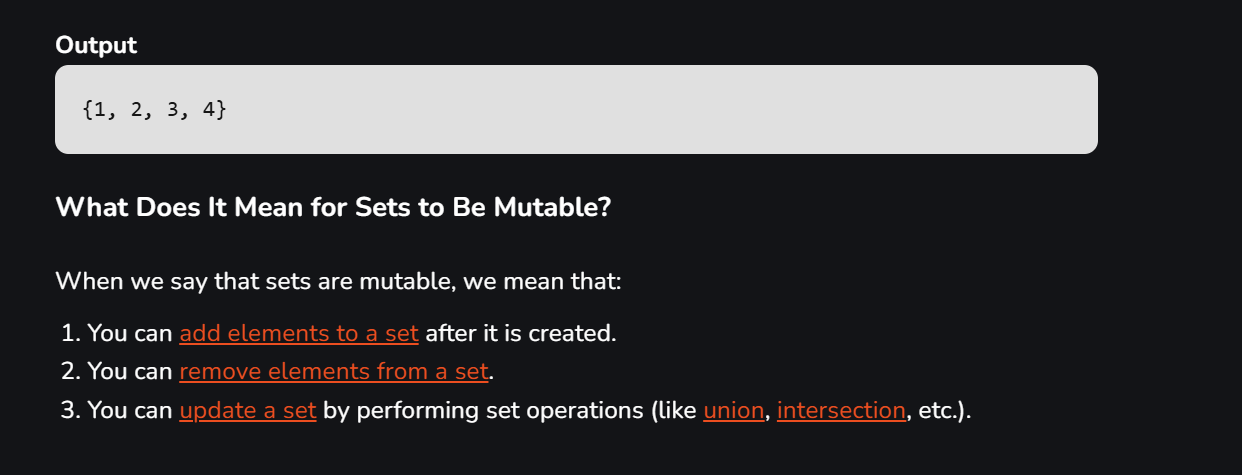 Output
{1, 2, 3, 4}
What Does It Mean for Sets to Be Mutable?
When we say that sets are mutable, we mean that:
1. You can add elements to a set after it is created.
2. You can remove elements from a set.
3. You can update a set by performing set operations (like union, intersection, etc.).